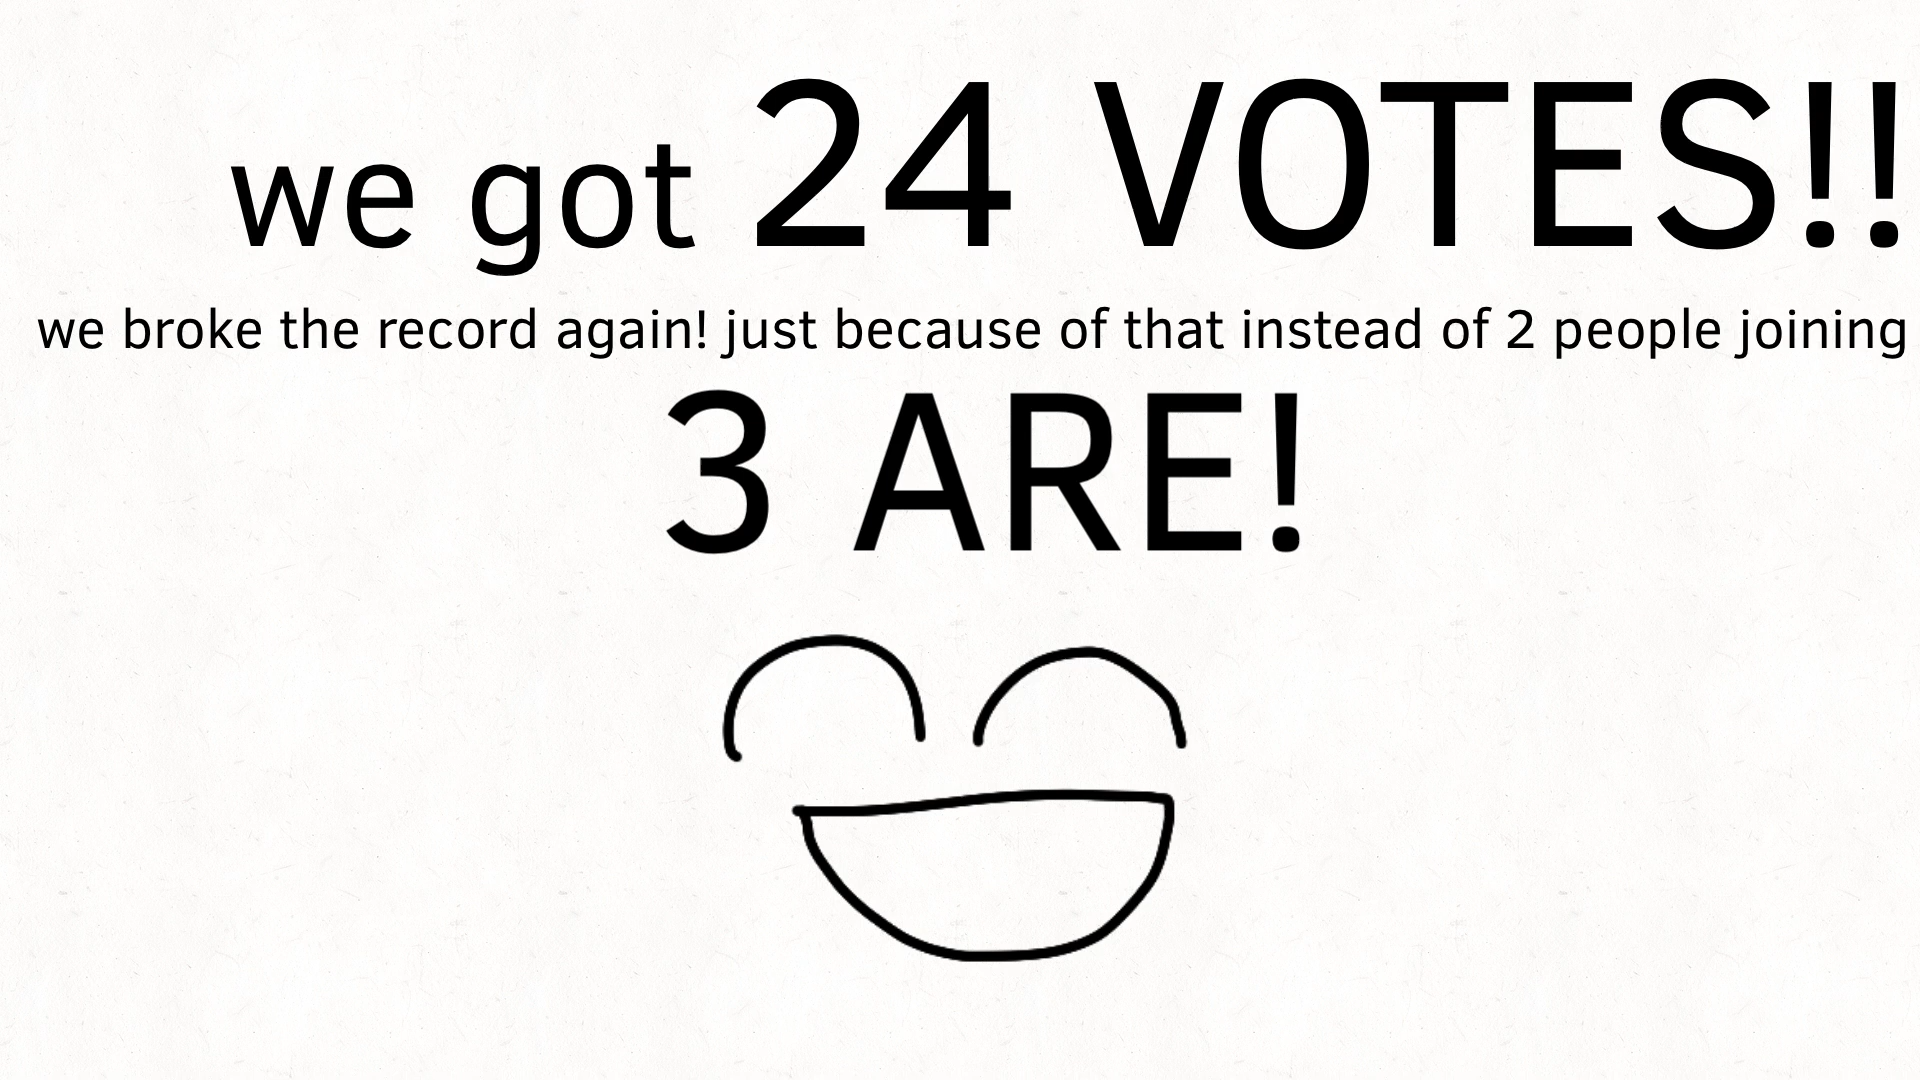 we got 24 VOTES!!
we broke the record again! just because of that instead of 2 people joining
3 ARE!